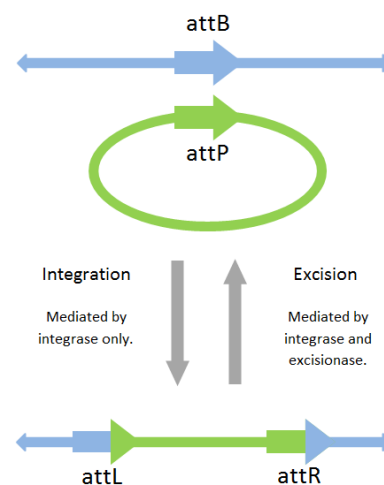 attB
attP
Integration
Mediated by
integrase only.
Excision
Mediated by
integrase and
excisionase.
attL
attR